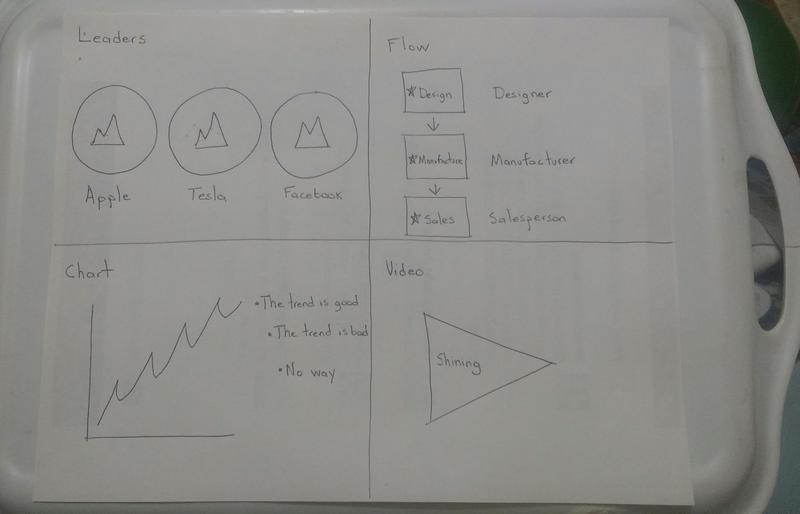 Leaders
Apple
Tesla
Facebook
Flow
Design
Designer
Manufacture
Manufacturer
Sales
Salesperson
Chart
•The trend is good
•The trend is bad
•No way
Video
Shining